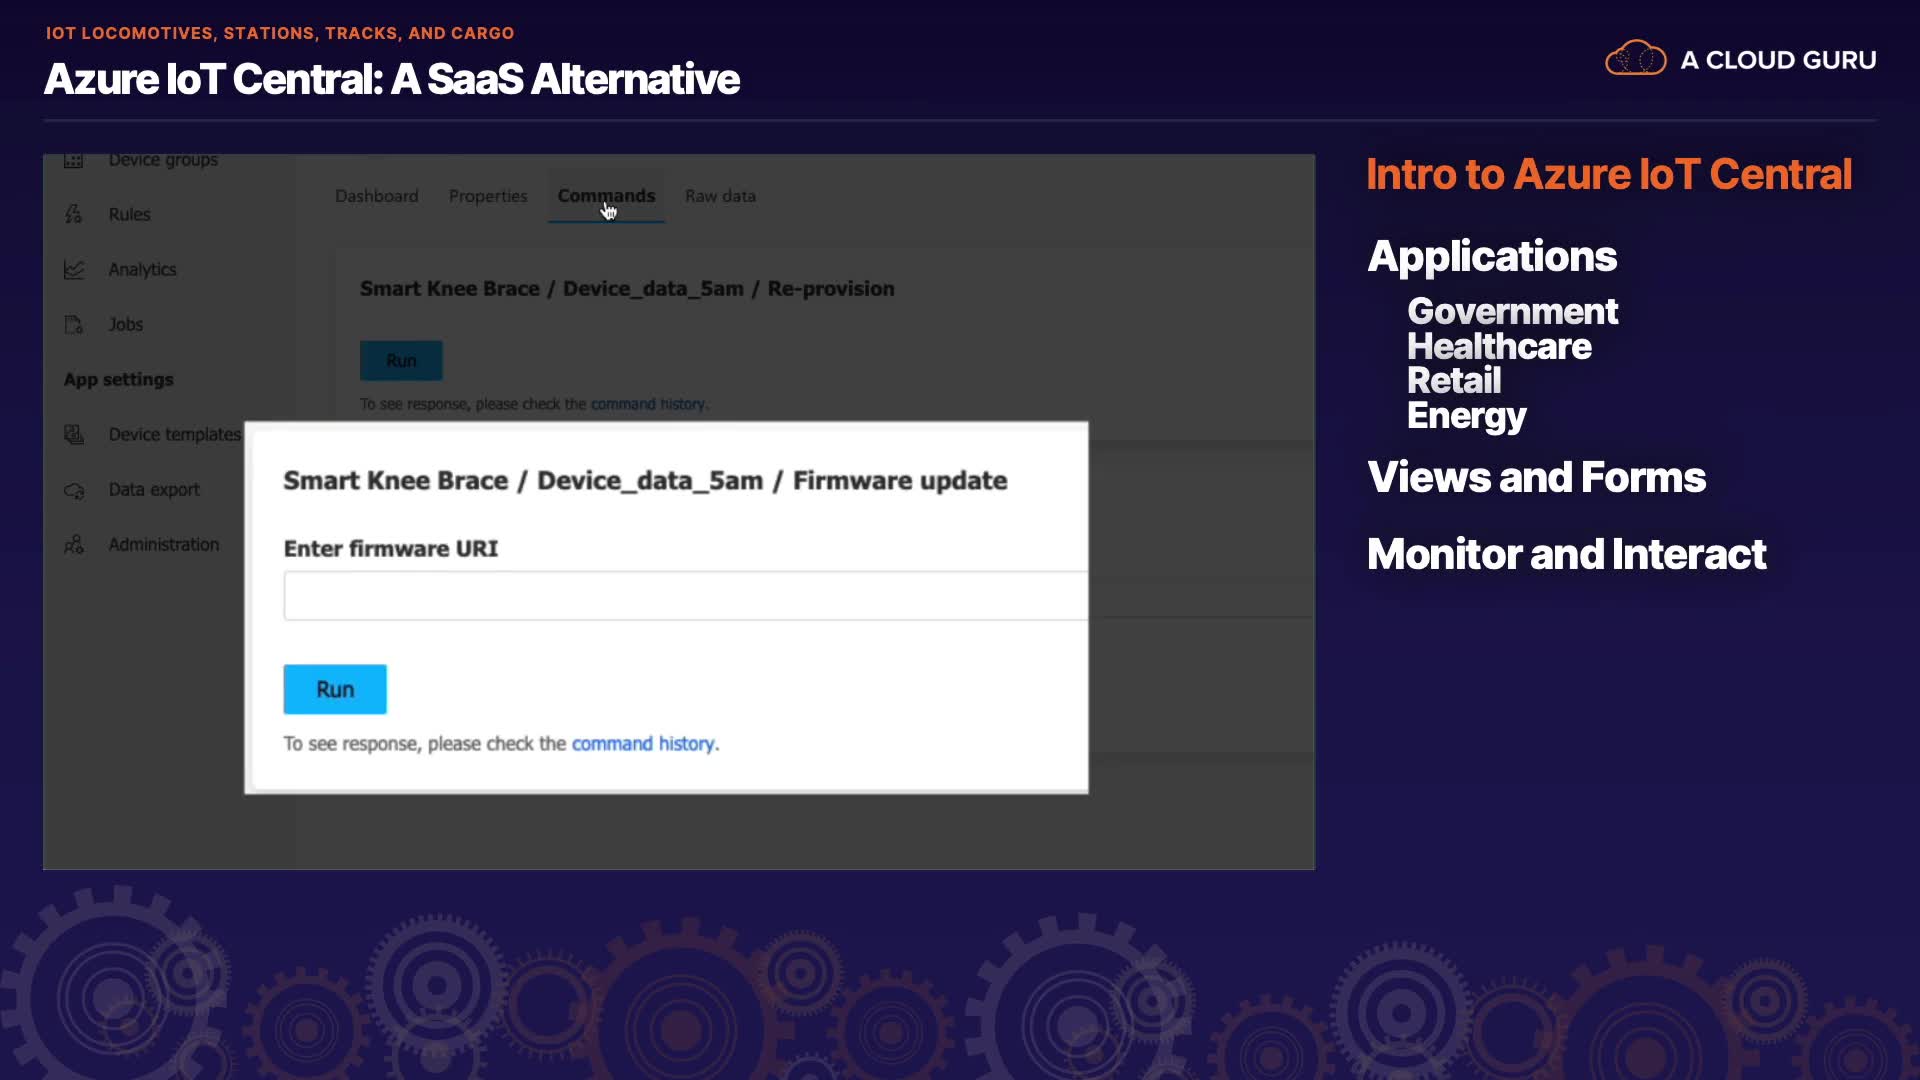 IOT LOCOMOTIVES, STATIONS, TRACKS, AND CARGO
Azure IoT Central: A SaaS Alternative
A CLOUD GURU
Device groups
Rules
Analytics
Jobs
App settings
Device templates
Data export
Administration
Dashboard Properties Commands Raw data
Smart Knee Brace / Device_data_5am / Re-provision
Run
To see response, please check the command history.
Smart Knee Brace / Device_data_5am / Firmware update
Enter firmware URI
Run
To see response, please check the command history.
Intro to Azure IoT Central
Applications
Government
Healthcare
Retail
Energy
Views and Forms
Monitor and Interact